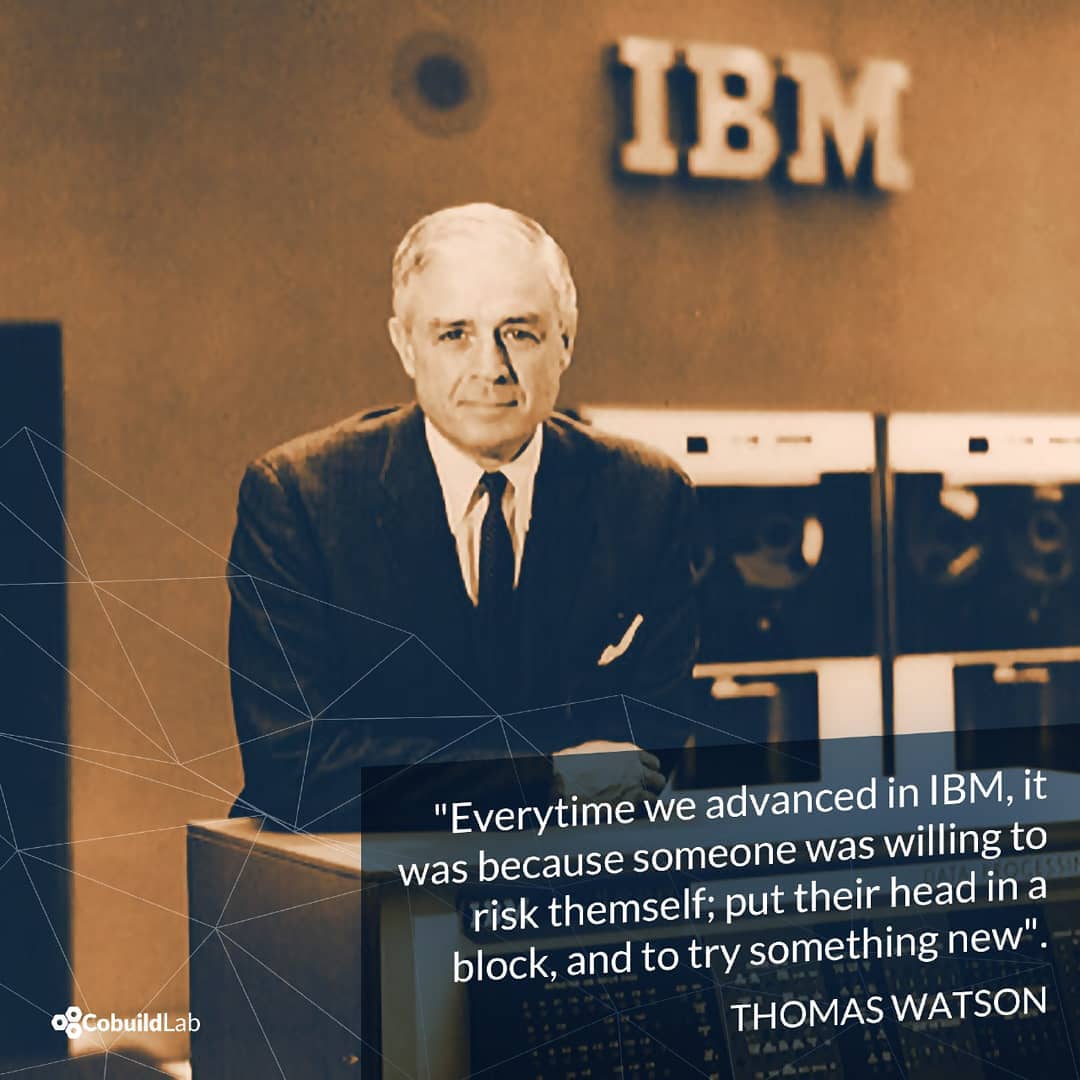 IBM
"Everytime we advanced in IBM, it
was because someone was willing to
risk themself; put their head in a
block, and to try something new".
THOMAS WATSON
CobuildLab